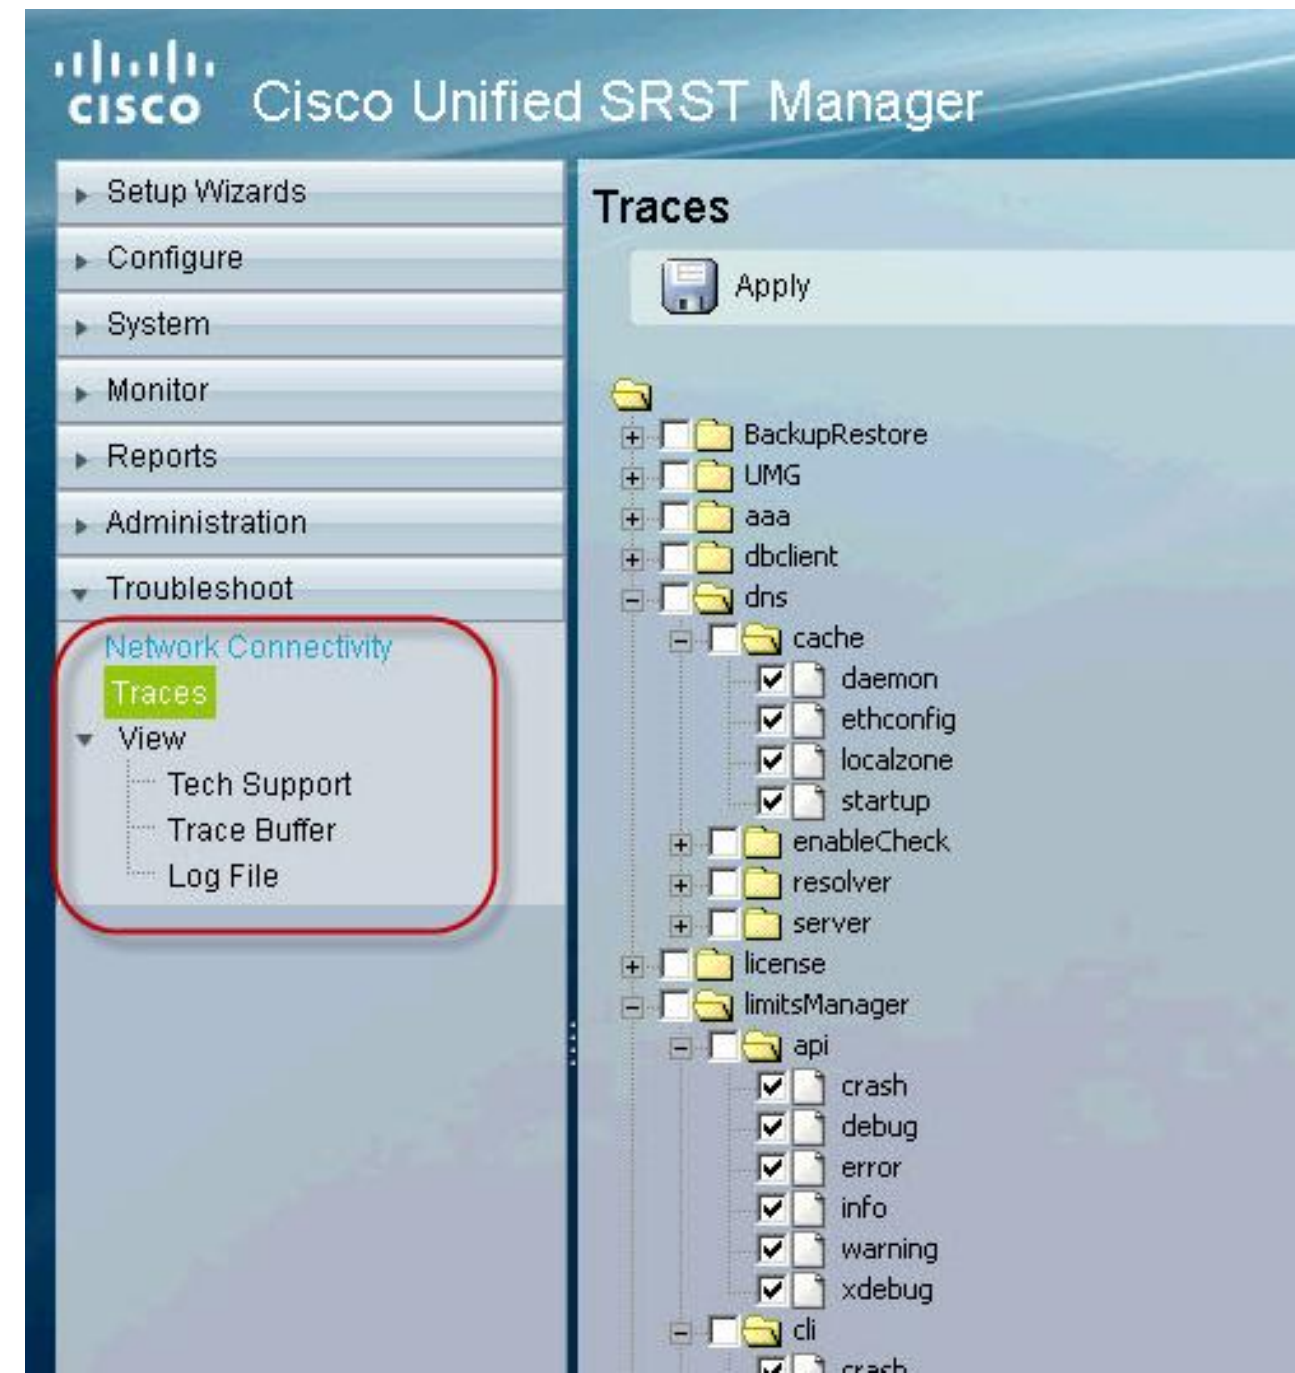 CISCO Cisco Unified SRST Manager
Setup Wizards
Configure
System
Monitor
Reports
Administration
Troubleshoot
Network Connectivity
Traces
View
Tech Support
Trace Buffer
Log File
Traces
Apply
BackupRestore
UMG
aaa
dbclient
dns
cache
daemon
ethconfig
localzone
startup
enableCheck
resolver
server
license
limitsManager
api
crash
debug
error
info
warning
xdebug
cli
crash